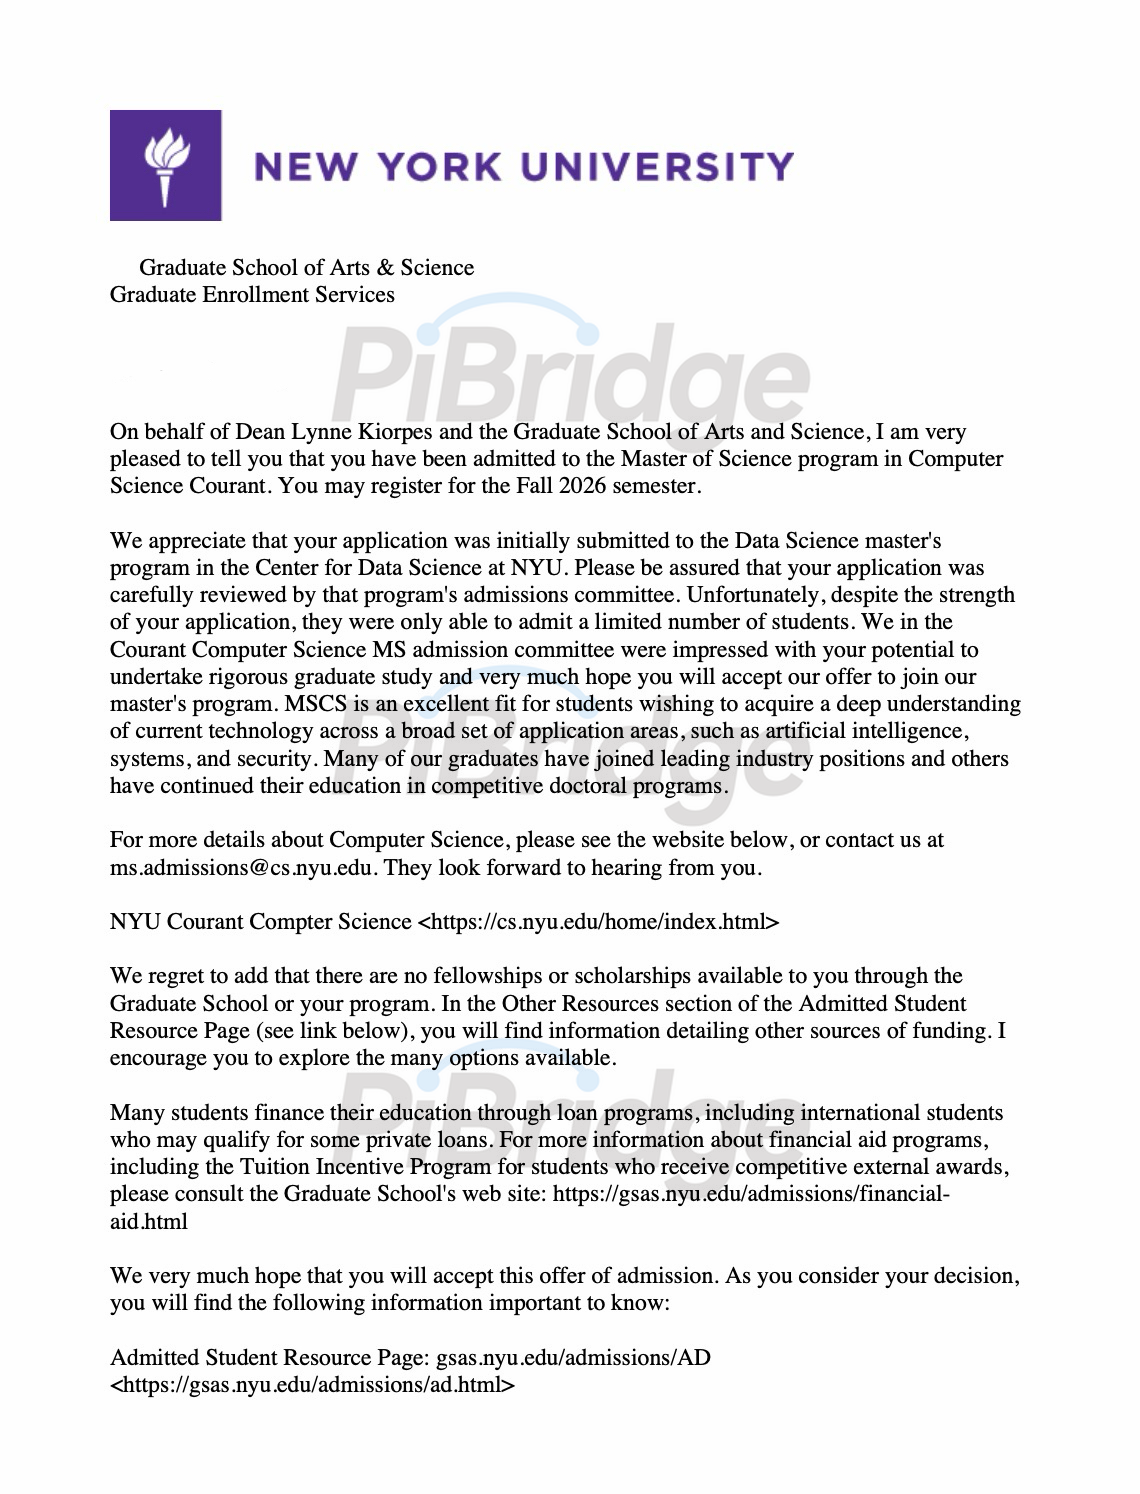 NEW YORK UNIVERSITY
Graduate School of Arts & Science
Graduate Enrollment Services
PiBridge
On behalf of Dean Lynne Kiorpes and the Graduate School of Arts and Science, I am very
pleased to tell you that you have been admitted to the Master of Science program in Computer
Science Courant. You may register for the Fall 2026 semester.
We appreciate that your application was initially submitted to the Data Science master's
program in the Center for Data Science at NYU. Please be assured that your application was
carefully reviewed by that program's admissions committee. Unfortunately, despite the strength
of your application, they were only able to admit a limited number of students. We in the
Courant Computer Science MS admission committee were impressed with your potential to
undertake rigorous graduate study and very much hope you will accept our offer to join our
master's program. MSCS is an excellent fit for students wishing to acquire a deep understanding
of current technology across a broad set of application areas, such as artificial intelligence,
PiBridge
systems, and security. Many of our graduates have joined leading industry positions and others
have continued their education in competitive doctoral programs.
For more details about Computer Science, please see the website below, or contact us at
ms.admissions@cs.nyu.edu. They look forward to hearing from you.
NYU Courant Compter Science <https://cs.nyu.edu/home/index.html>
We regret to add that there are no fellowships or scholarships available to you through the
Graduate School or your program. In the Other Resources section of the Admitted Student
Resource Page (see link below), you will find information detailing other sources of funding. I
encourage you to explore the many options available.
PiBridge
Many students finance their education through loan programs, including international students
who may qualify for some private loans. For more information about financial aid programs,
including the Tuition Incentive Program for students who receive competitive external awards,
please consult the Graduate School's web site: https://gsas.nyu.edu/admissions/financial-
aid.html
We very much hope that you will accept this offer of admission. As you consider your decision,
you will find the following information important to know:
Admitted Student Resource Page: gsas.nyu.edu/admissions/AD
<https://gsas.nyu.edu/admissions/ad.html>